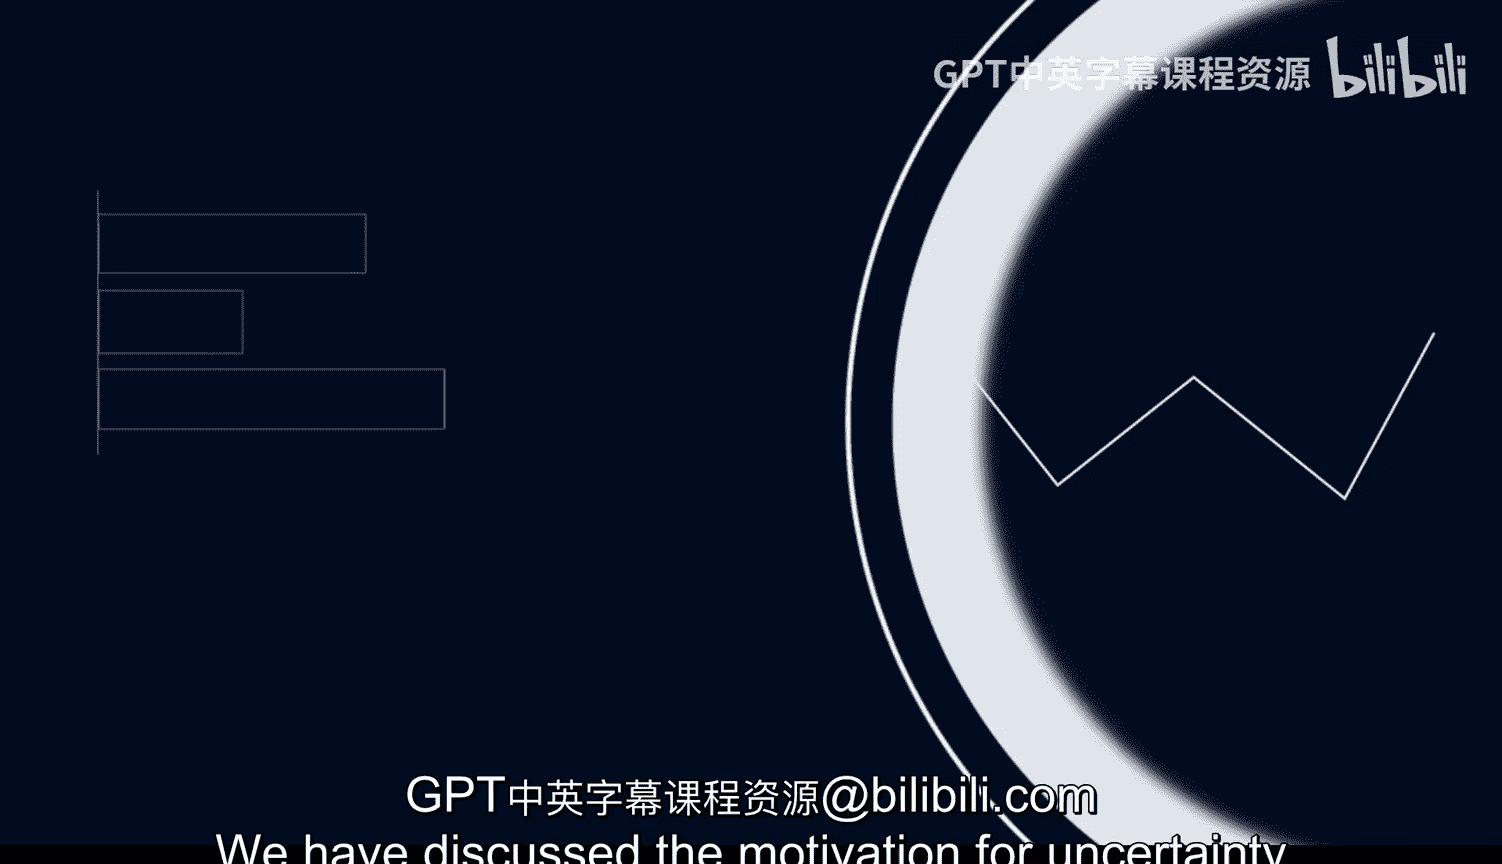 GPT中英字幕课程资源 bilibili
GPT中英字幕课程资源@bilibili.com
We have discussed the motivation for uncertainty